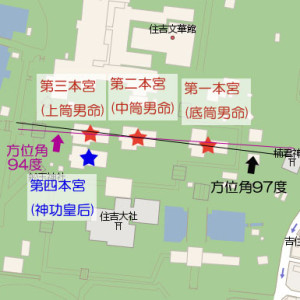 住吉文華館
第三本宮
(上筒男命)
第二本宮
(中筒男命)
第一本宮
(底筒男命)
方位角
94度
第四本宮
(神功皇后)
方位角97度
住吉大社